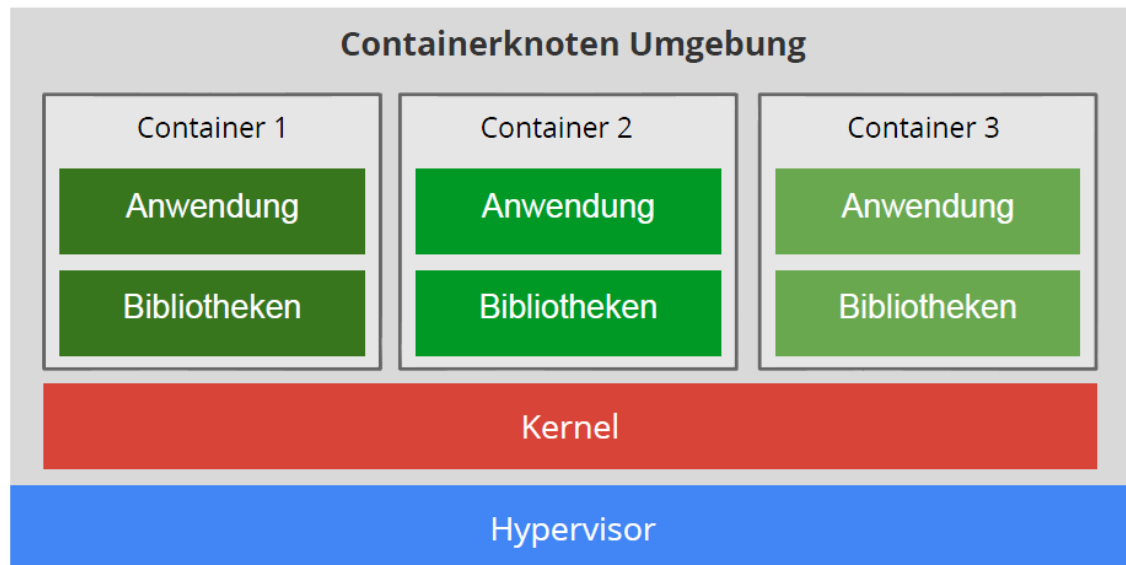 Containerknoten Umgebung
Container 1
Container 2
Container 3
Anwendung
Anwendung
Anwendung
Bibliotheken
Bibliotheken
Bibliotheken
Kernel
Hypervisor